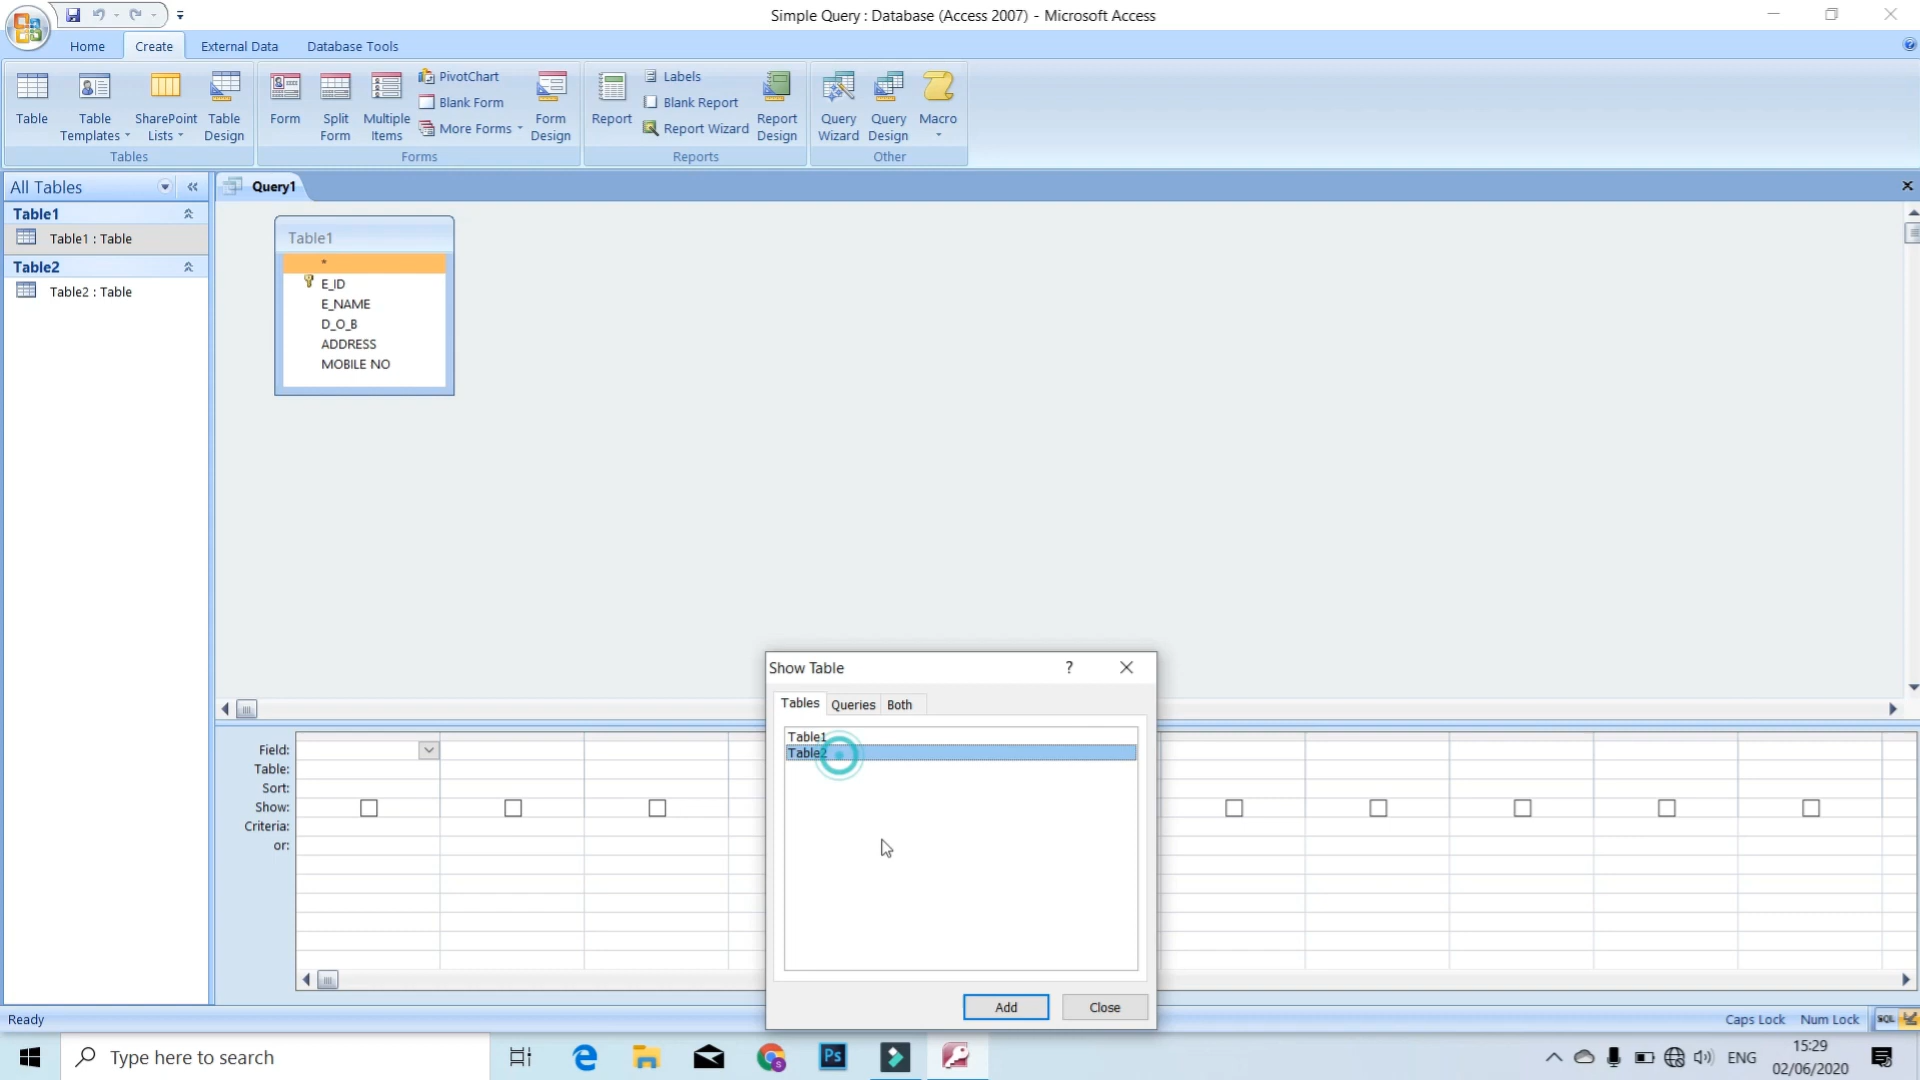 Simple Query : Database (Access 2007) - Microsoft Access
Home
Create
External Data
Database Tools
Table
Table
Templates
SharePoint
Lists
Table
Design
Tables
Form
Split
Form
Multiple
Items
PivotChart
Blank Form
More Forms
Form
Design
Forms
Report
Labels
Blank Report
Report Wizard
Report
Design
Reports
Query
Wizard
Query
Design
Macro
Other
All Tables
Table1
Table1 : Table
Table2
Table2 : Table
Query1
Table1
*
E_ID
E_NAME
D_O_B
ADDRESS
MOBILE NO
Show Table
?
Tables
Queries
Both
Table1
Table2
Add
Close
Field:
Table:
Sort:
Show:
Criteria:
or:
Ready
Caps Lock
Num Lock
SQL
Type here to search
Ps
S
ENG
15:29
02/06/2020